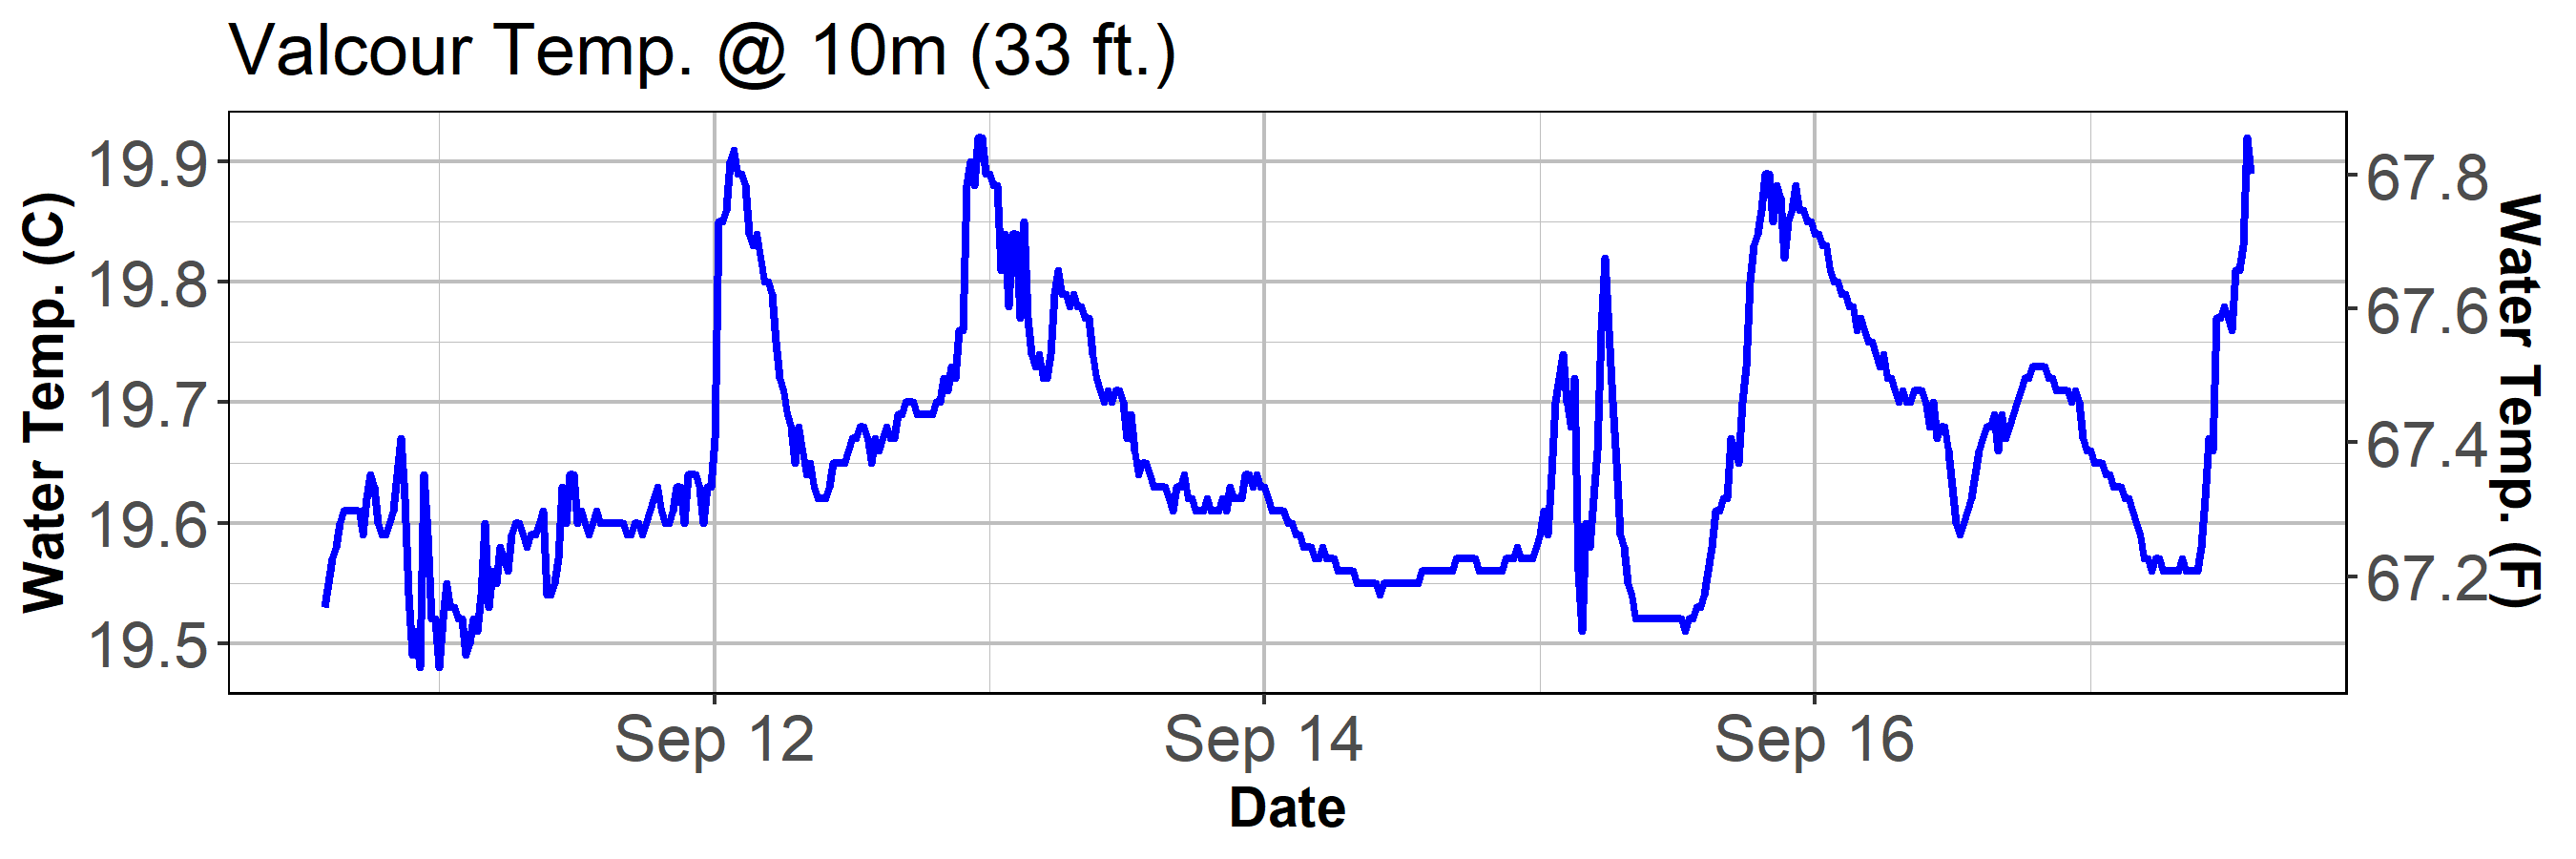 Valcour Temp. @ 10m (33 ft.)
Water Temp. (C)
19.9
19.8
19.7
19.6
19.5
67.8
67.6
67.4
67.2
Water Temp. (F)
Sep 12
Sep 14
Sep 16
Date